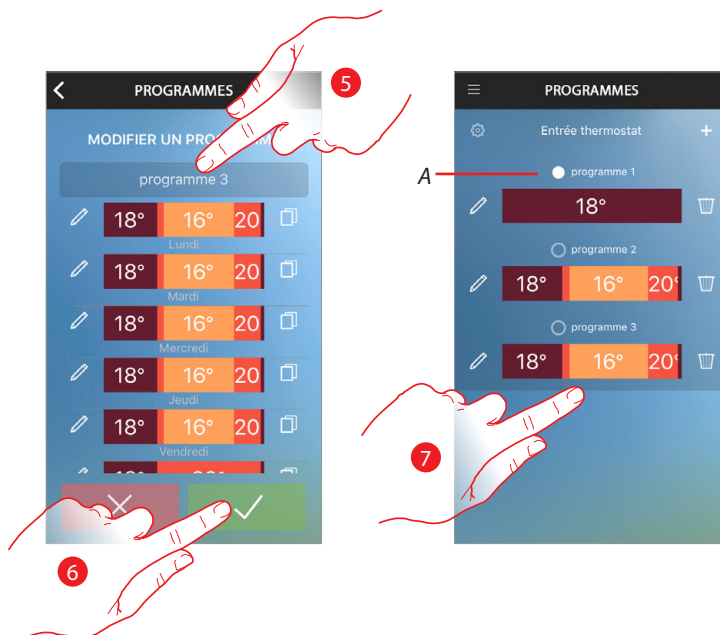 PROGRAMMES
5
MODIFIER UN
programme 3
18° 16° 20
Lundi
18° 16° 20
Mardi
18° 16° 20
Mercredi
18° 16° 20
Jeudi
18° 16° 20
Vendredi
6
PROGRAMMES
Entrée thermostat
+
A
programme 1
18°
programme 2
18° 16° 20°
programme 3
18° 16° 20°
7